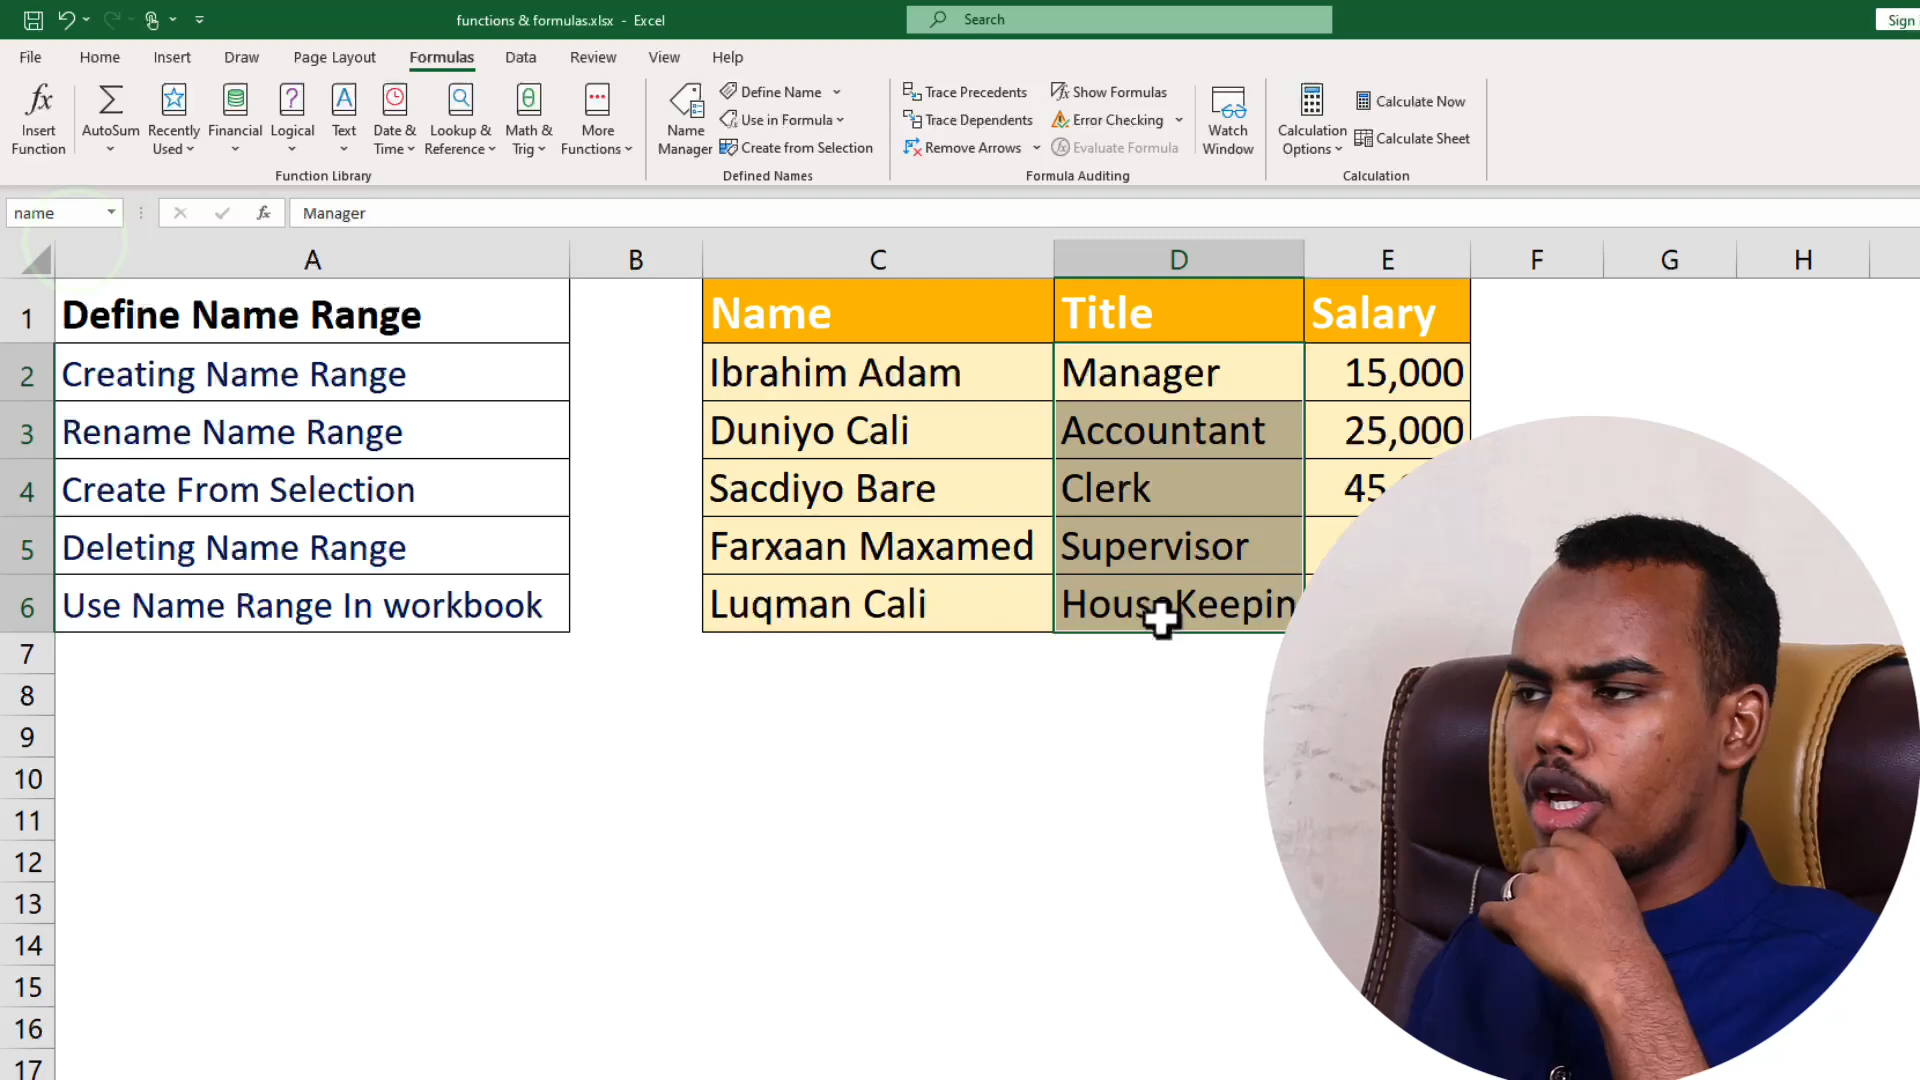 functions & formulas.xlsx - Excel
Search
Sign
File Home Insert Draw Page Layout Formulas Data Review View Help
Insert Function
AutoSum
Recently Used
Financial
Logical
Text
Date & Time
Lookup & Reference
Math & Trig
More Functions
Function Library
Name Manager
Define Name
Use in Formula
Create from Selection
Defined Names
Trace Precedents
Trace Dependents
Remove Arrows
Show Formulas
Error Checking
Evaluate Formula
Formula Auditing
Watch Window
Calculation Options
Calculate Now
Calculate Sheet
Calculation
name fx Manager
A B C D E F G H
1 Define Name Range Name Title Salary
2 Creating Name Range Ibrahim Adam Manager 15,000
3 Rename Name Range Duniyo Cali Accountant 25,000
4 Create From Selection Sacdiyo Bare Clerk 45,
5 Deleting Name Range Farxaan Maxamed Supervisor
6 Use Name Range In workbook Luqman Cali HouseKeepin
7
8
9
10
11
12
13
14
15
16
17